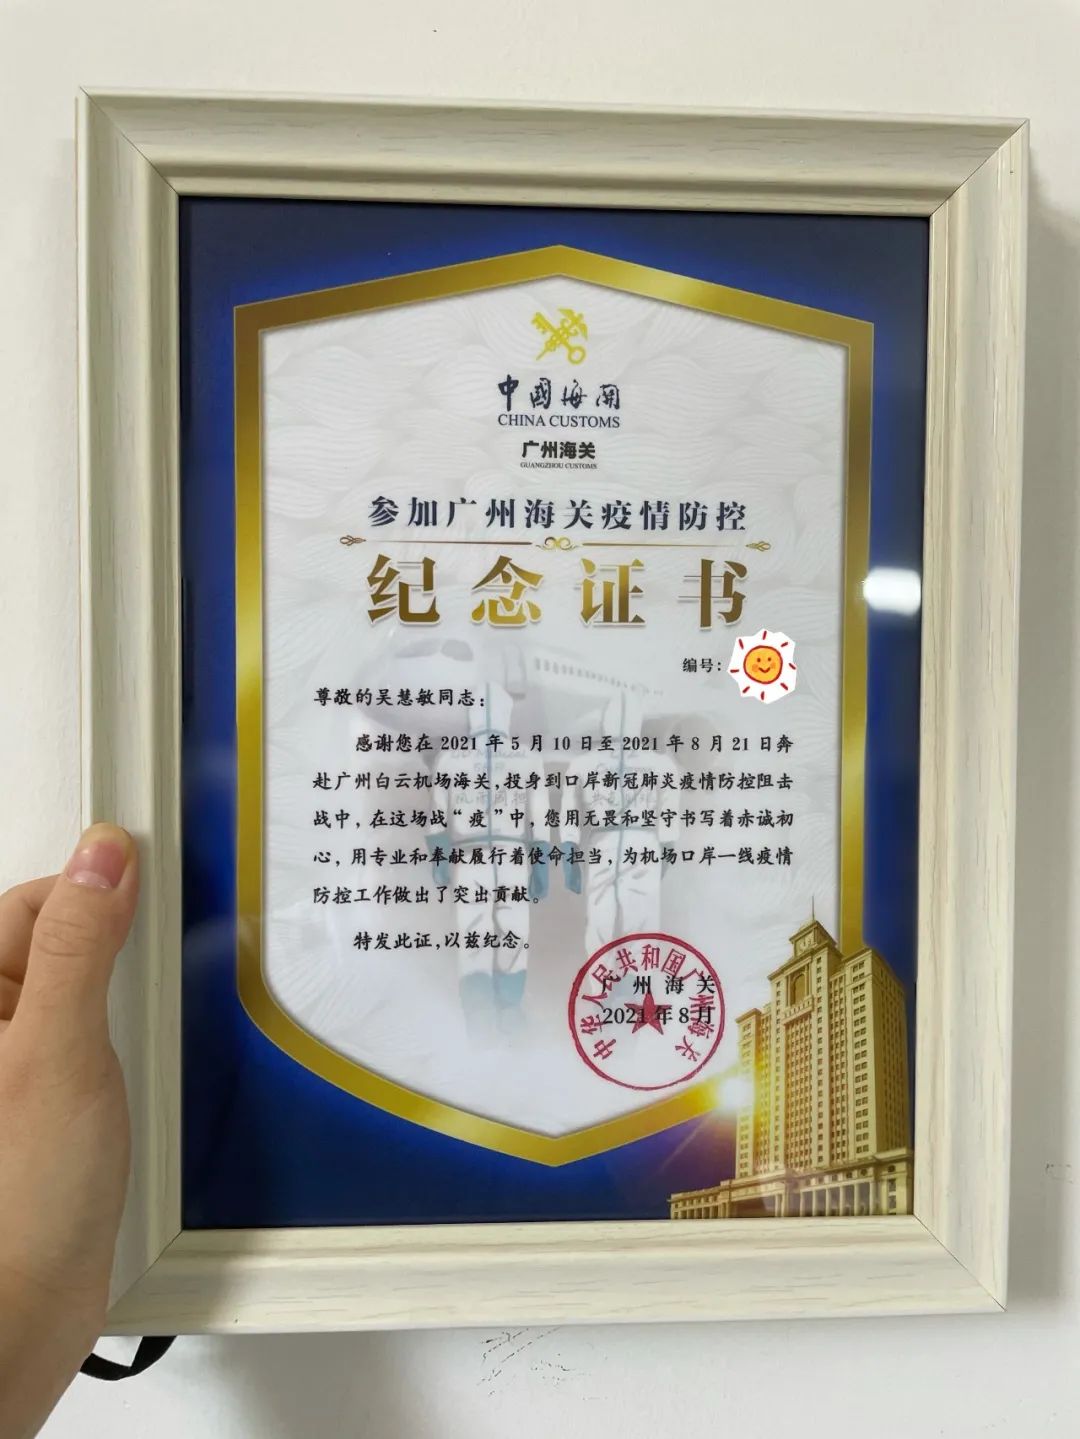 中國海關
CHINA CUSTOMS
广州海关
GUANGZHOU CUSTOMS
参加广州海关疫情防控
纪念证书
编号：
尊敬的吴慧敏同志：
感谢您在2021年5月10日至2021年8月21日奔
赴广州白云机场海关，投身到口岸新冠肺炎疫情防控阻击
战中，在这场战“疫”中，您用无畏和坚守书写着赤诚初
心，用专业和奉献履行着使命担当，为机场口岸一线疫情
防控工作做出了突出贡献。
特发此证，以兹纪念。
广州海关
2021年8月
中华人民共和国广州海关